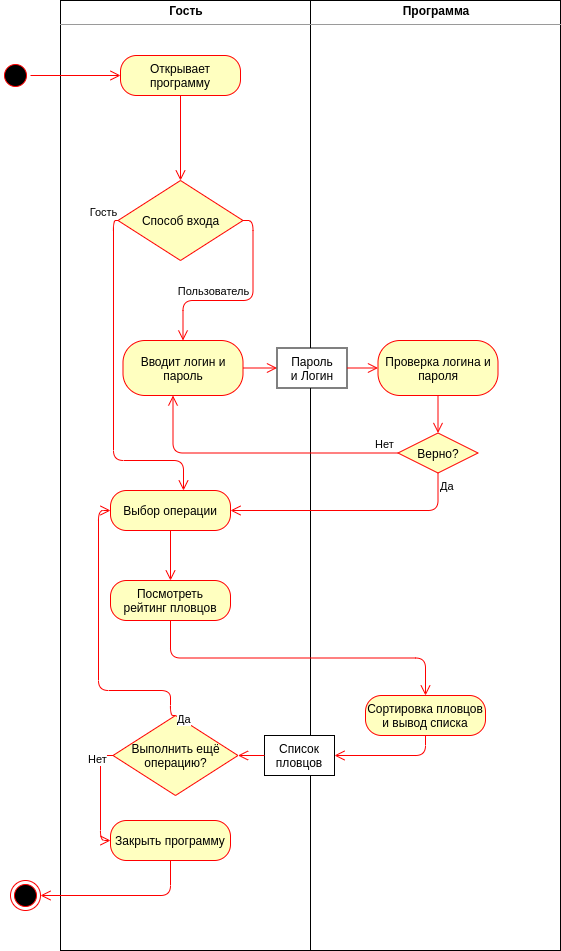 Гость
Программа
Открывает
программу
Гость
Способ входа
Пользователь
Вводит логин и
пароль
Пароль
и Логин
Проверка логина и
пароля
Нет
Верно?
Да
Выбор операции
Посмотреть
рейтинг пловцов
Сортировка пловцов
и вывод списка
Да
Выполнить ещё
операцию?
Список
пловцов
Нет
Закрыть программу